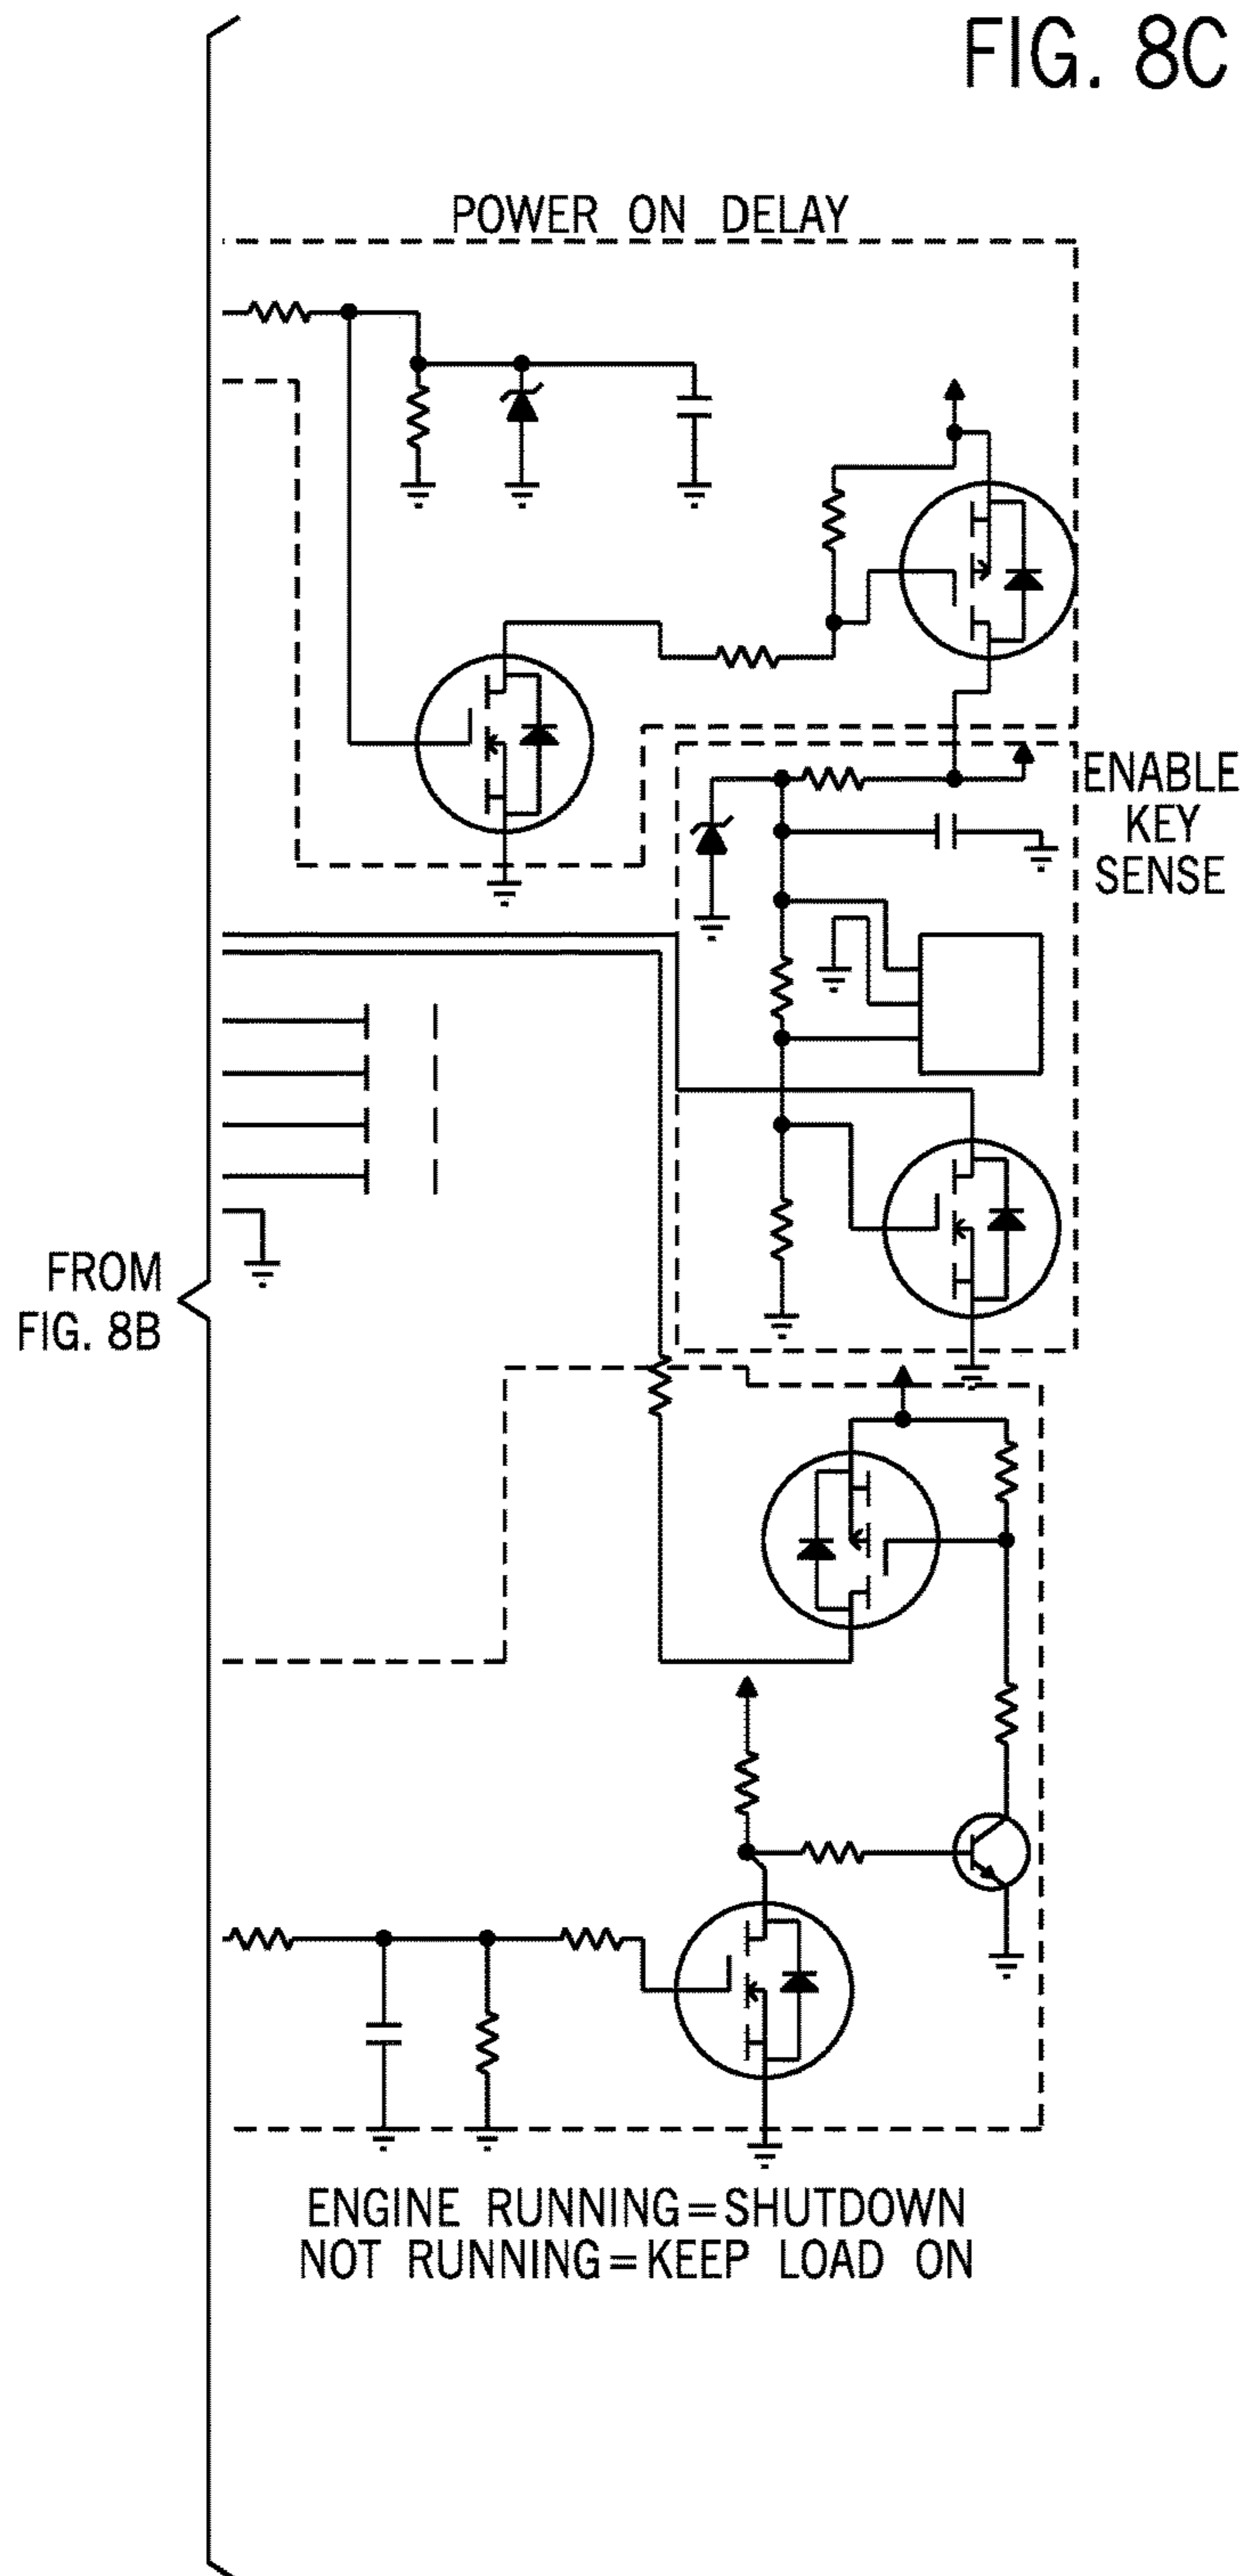 FIG. 8C
POWER ON DELAY
ENABLE
KEY
SENSE
FROM
FIG. 8B
ENGINE RUNNING=SHUTDOWN
NOT RUNNING=KEEP LOAD ON